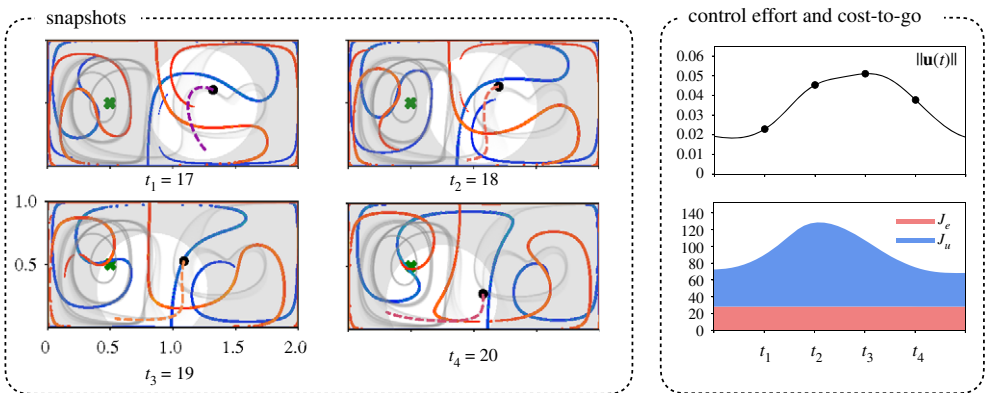 snapshots
t₁ = 17
t₂ = 18
1.0
0.5
0
0.5
1.0
1.5
2.0
t₃ = 19
t₄ = 20
control effort and cost-to-go
0.06
0.05
0.04
0.03
0.02
0.01
0
||u(t)||
140
120
100
80
60
40
20
0
Jₑ
Jᵤ
t₁
t₂
t₃
t₄